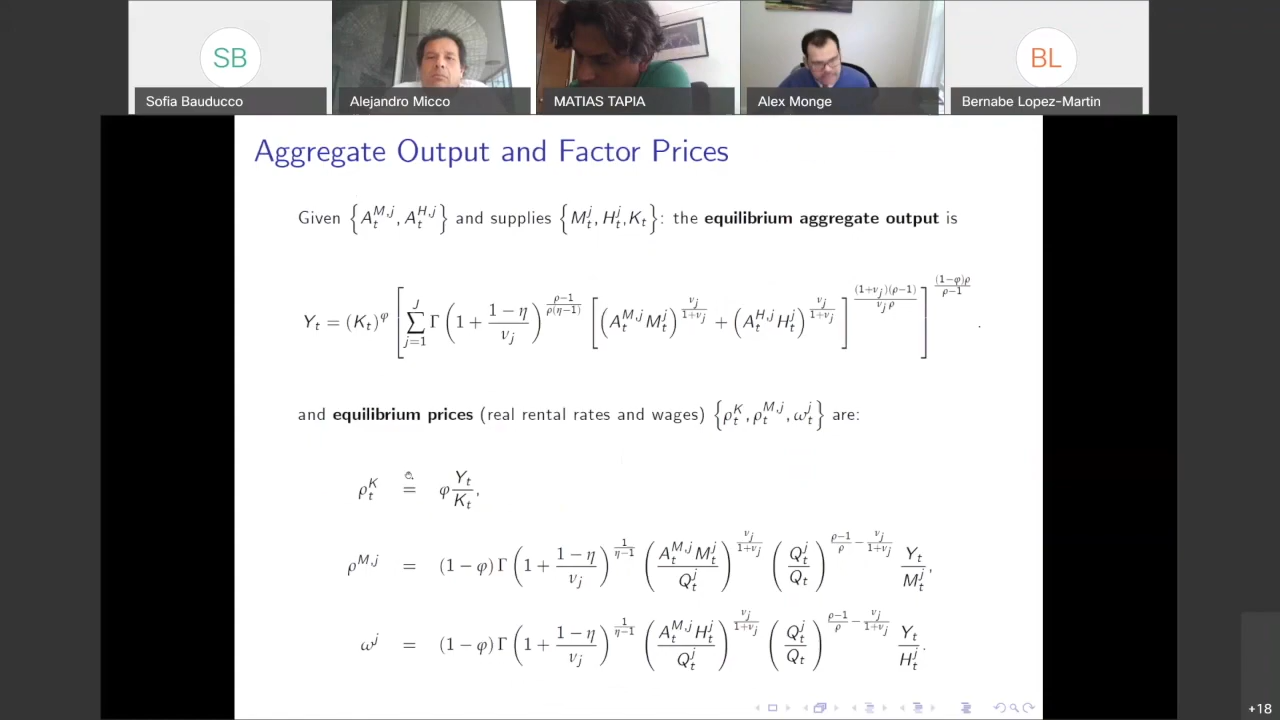 SB
BL
Sofia Bauducco
Alejandro Micco
MATIAS TAPIA
Alex Monge
Bernabe Lopez-Martin
Aggregate Output and Factor Prices
Given {A_t^{M,j}, A_t^{H,j}} and supplies {M_t^j, H_t^j, K_t}: the equilibrium aggregate output is
Y_t = (K_t)^φ [∑_{j=1}^{J} Γ (1 + (1 − η)/ν_j)^{(ρ−1)/(ρ(η−1))} [(A_t^{M,j} M_t^j)^{ν_j/(1+ν_j)} + (A_t^{H,j} H_t^j)^{ν_j/(1+ν_j)}]^{((1+ν_j)(ρ−1))/(ν_j ρ)}]^{((1−φ)ρ)/(ρ−1)} .
and equilibrium prices (real rental rates and wages) {ρ_t^K, ρ_t^{M,j}, ω_t^j} are:
ρ_t^K = φ Y_t/K_t,
ρ^{M,j} = (1 − φ) Γ (1 + (1 − η)/ν_j)^{1/(η−1)} (A_t^{M,j} M_t^j / Q_t^j)^{ν_j/(1+ν_j)} (Q_t^j / Q_t)^{(ρ−1)/ρ − ν_j/(1+ν_j)} Y_t/M_t^j,
ω^j = (1 − φ) Γ (1 + (1 − η)/ν_j)^{1/(η−1)} (A_t^{M,j} H_t^j / Q_t^j)^{ν_j/(1+ν_j)} (Q_t^j / Q_t)^{(ρ−1)/ρ − ν_j/(1+ν_j)} Y_t/H_t^j.
+18